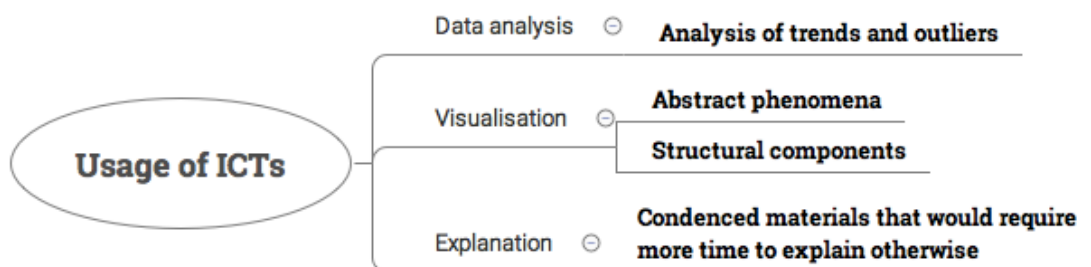 Usage of ICTs
Data analysis
Analysis of trends and outliers
Visualisation
Abstract phenomena
Structural components
Explanation
Condenced materials that would require
more time to explain otherwise